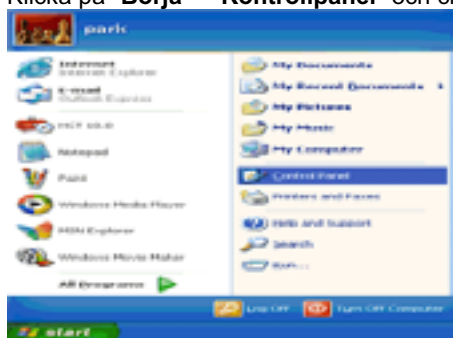 Klicka på "Börja" "Kontrollpanel" och
park
Internet
Internet Explorer
E-mail
Outlook Express
Notepad
Paint
Windows Media Player
MSN Explorer
Windows Movie Maker
All Programs
My Documents
My Recent Documents
My Pictures
My Music
My Computer
Control Panel
Printers and Faxes
Help and Support
Search
Run...
Log Off
Turn Off Computer
start